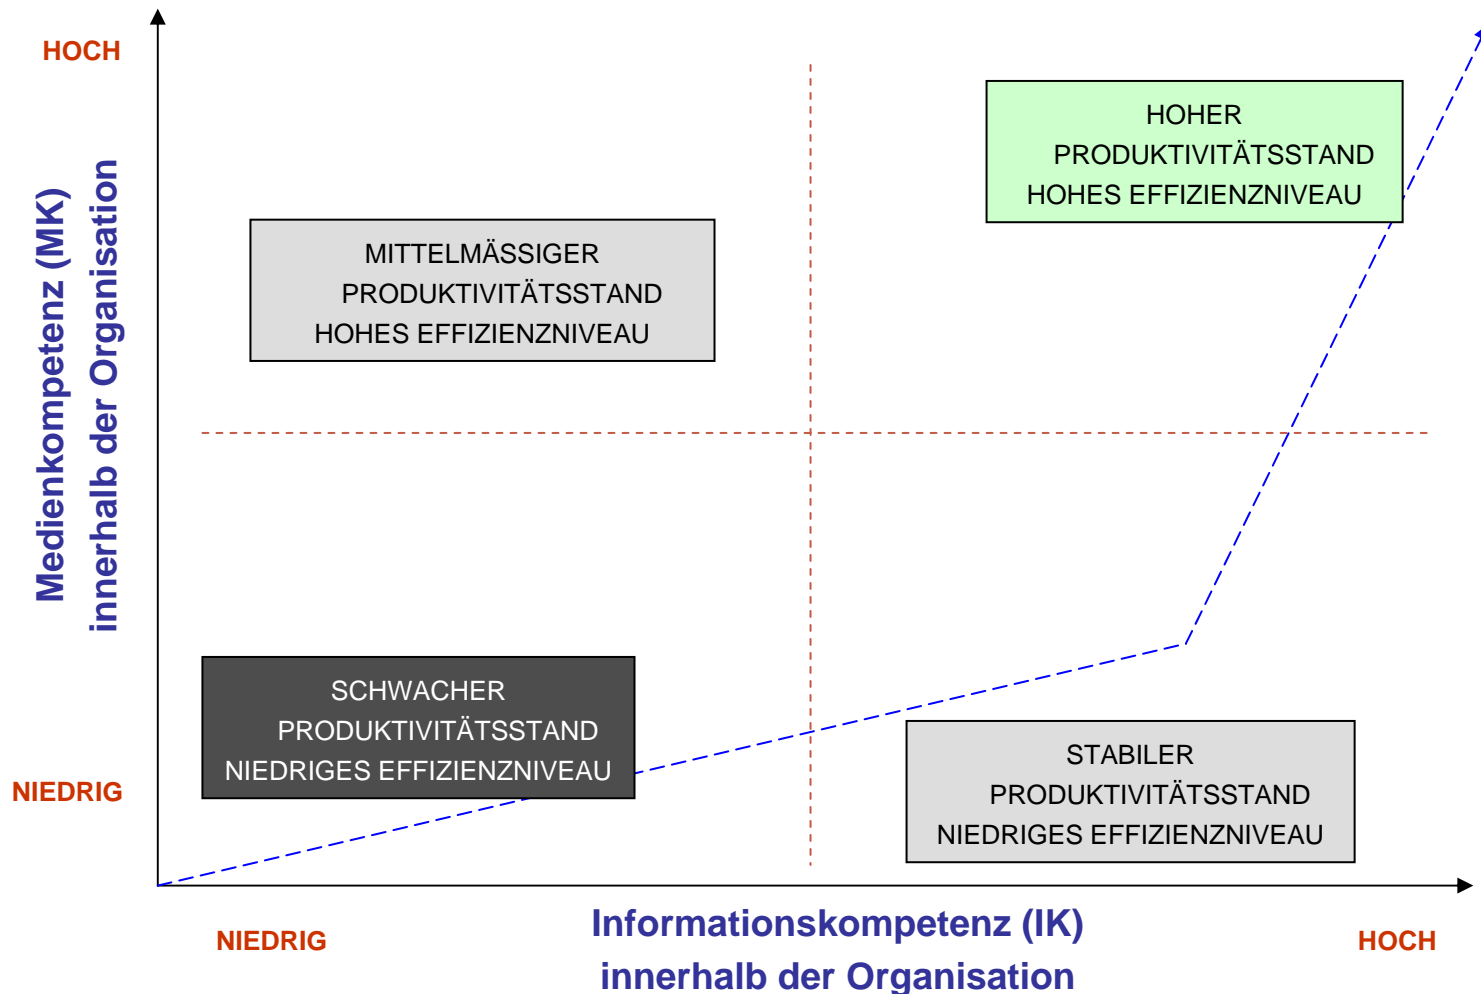 HOCH
Medienkompetenz (MK)
innerhalb der Organisation
NIEDRIG
MITTELMÄSSIGER
PRODUKTIVITÄTSSTAND
HOHES EFFIZIENZNIVEAU
HOHER
PRODUKTIVITÄTSSTAND
HOHES EFFIZIENZNIVEAU
SCHWACHER
PRODUKTIVITÄTSSTAND
NIEDRIGES EFFIZIENZNIVEAU
STABILER
PRODUKTIVITÄTSSTAND
NIEDRIGES EFFIZIENZNIVEAU
NIEDRIG
Informationskompetenz (IK)
innerhalb der Organisation
HOCH